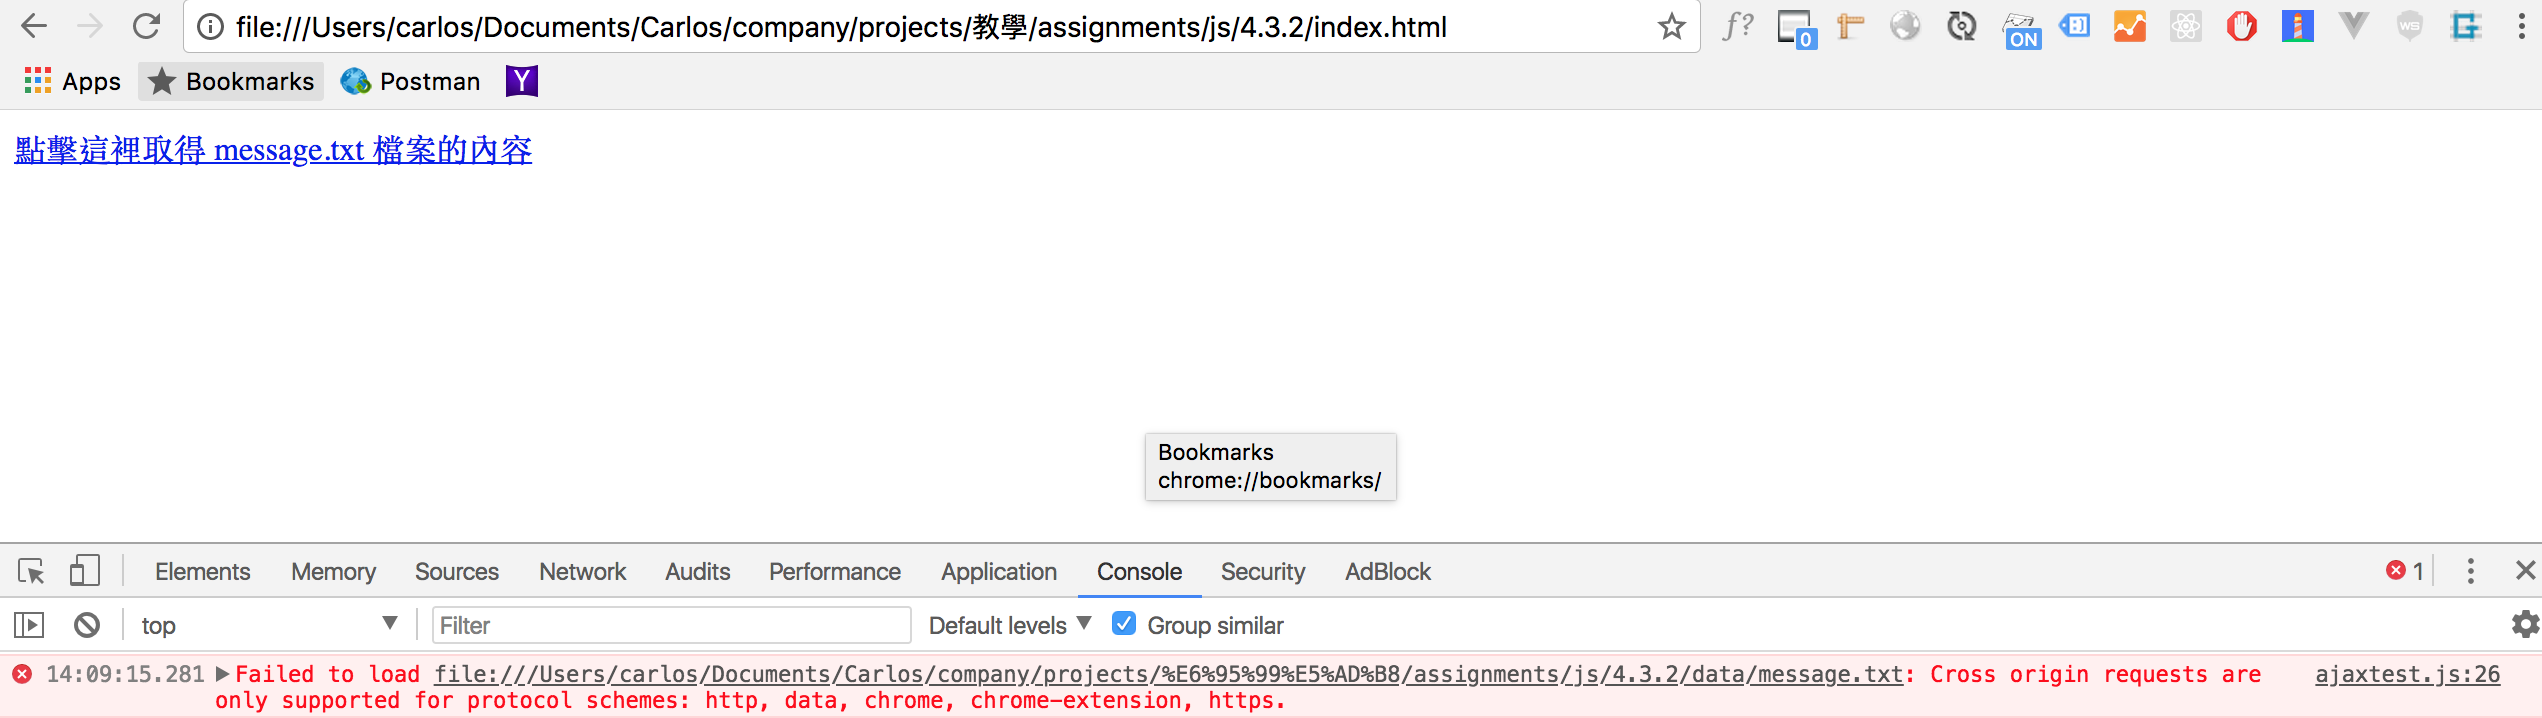 file:///Users/carlos/Documents/Carlos/company/projects/教學/assignments/js/4.3.2/index.html
f?
0
ON
WS
Apps
Bookmarks
Postman
Y
點擊這裡取得 message.txt 檔案的內容
Bookmarks
chrome://bookmarks/
Elements Memory Sources Network Audits Performance Application Console Security AdBlock 1
top Filter Default levels Group similar
14:09:15.281 Failed to load file:///Users/carlos/Documents/Carlos/company/projects/%E6%95%99%E5%AD%B8/assignments/js/4.3.2/data/message.txt: Cross origin requests are ajaxtest.js:26
only supported for protocol schemes: http, data, chrome, chrome-extension, https.